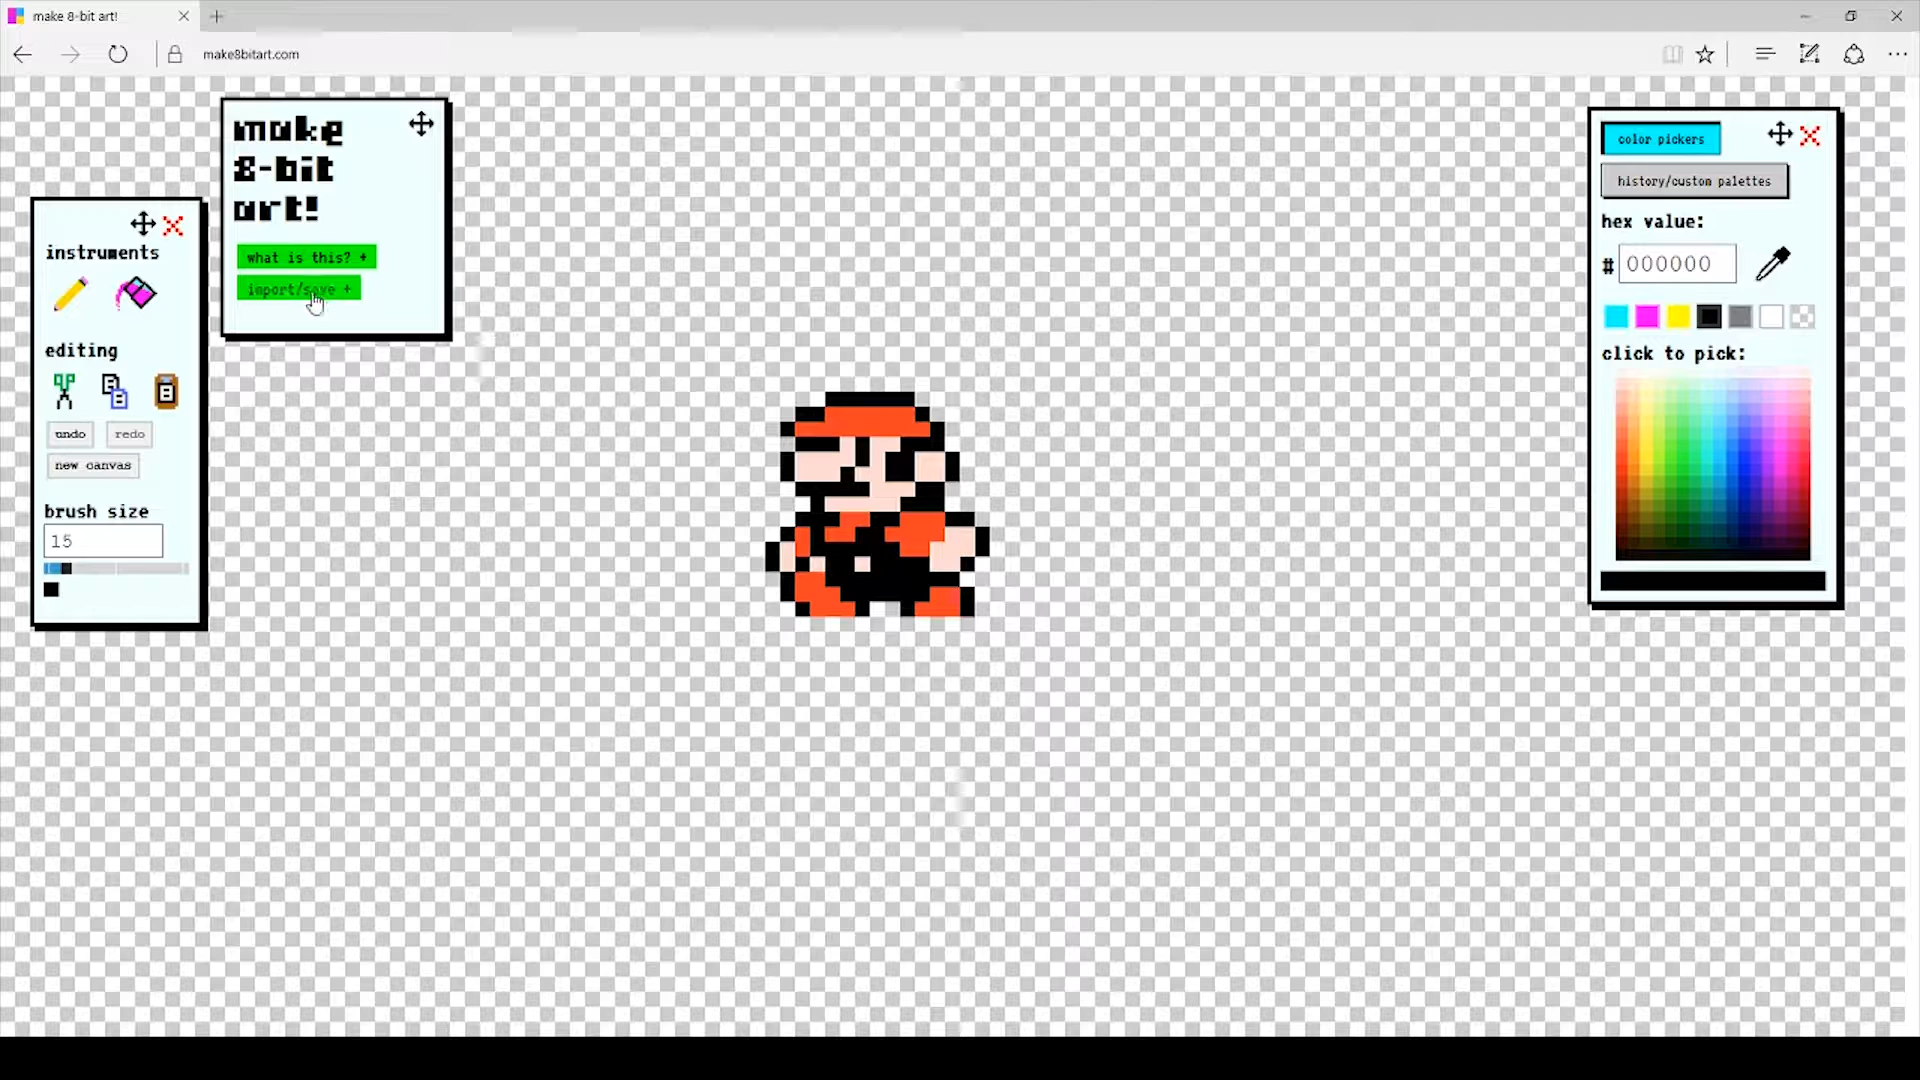 make 8-bit art!
make8bitart.com
make
8-bit
art!
what is this? +
import/save +
instruments
editing
undo
redo
new canvas
brush size
15
color pickers
history/custom palettes
hex value:
# 000000
click to pick: